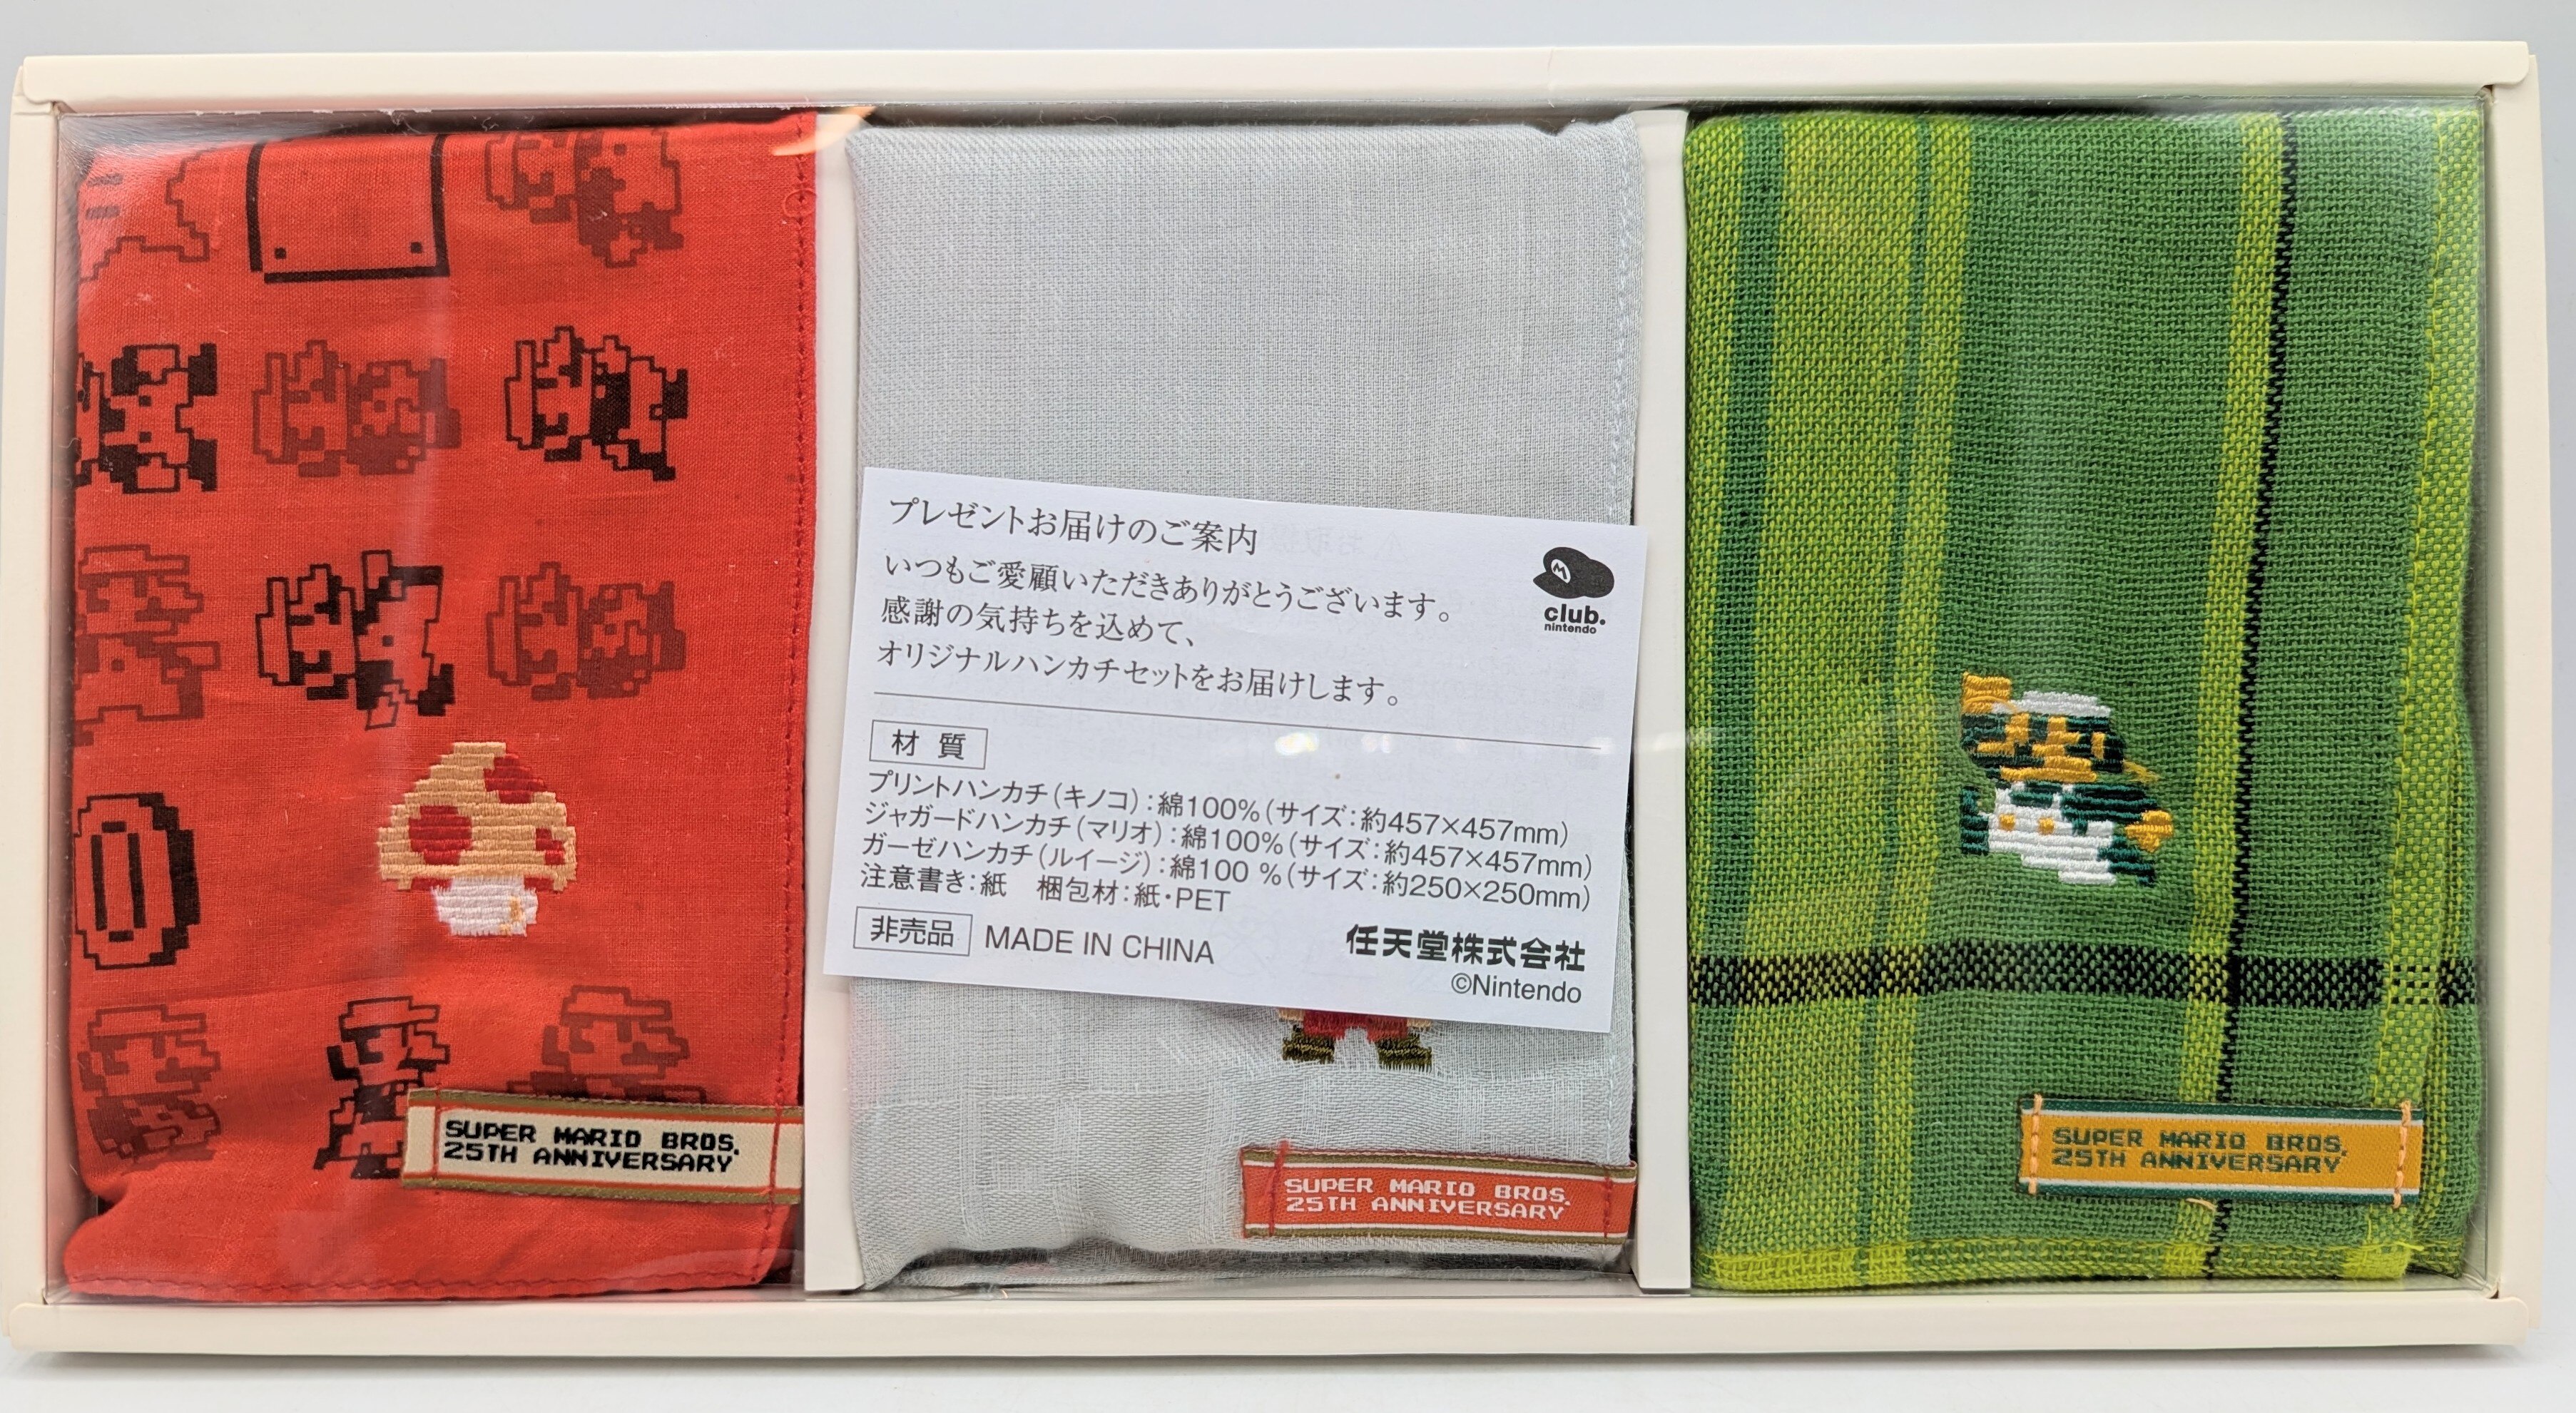 プレゼントお届けのご案内
いつもご愛顧いただきありがとうございます。
感謝の気持ちを込めて、
オリジナルハンカチセットをお届けします。
M
club.
nintendo
材質
プリントハンカチ(キノコ):綿100%(サイズ:約457×457mm)
ジャガードハンカチ(マリオ):綿100%(サイズ:約457×457mm)
ガーゼハンカチ(ルイージ):綿100 %(サイズ:約250×250mm)
注意書き:紙　梱包材:紙・PET
非売品 MADE IN CHINA
任天堂株式会社
©Nintendo
SUPER MARIO BROS.
25TH ANNIVERSARY
SUPER MARIO BROS.
25TH ANNIVERSARY
SUPER MARIO BROS.
25TH ANNIVERSARY